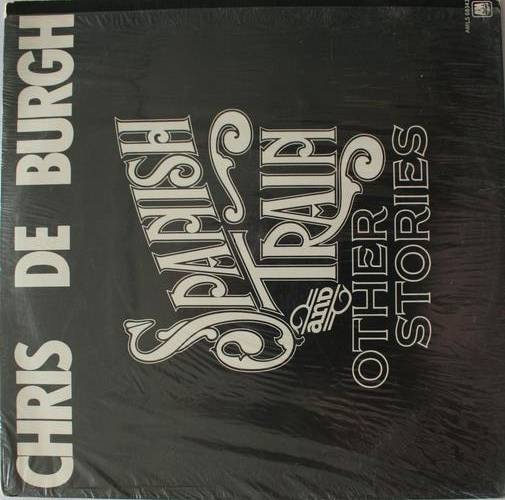 CHRIS DE BURGH
SPANISH
TRAIN
AND
OTHER
STORIES